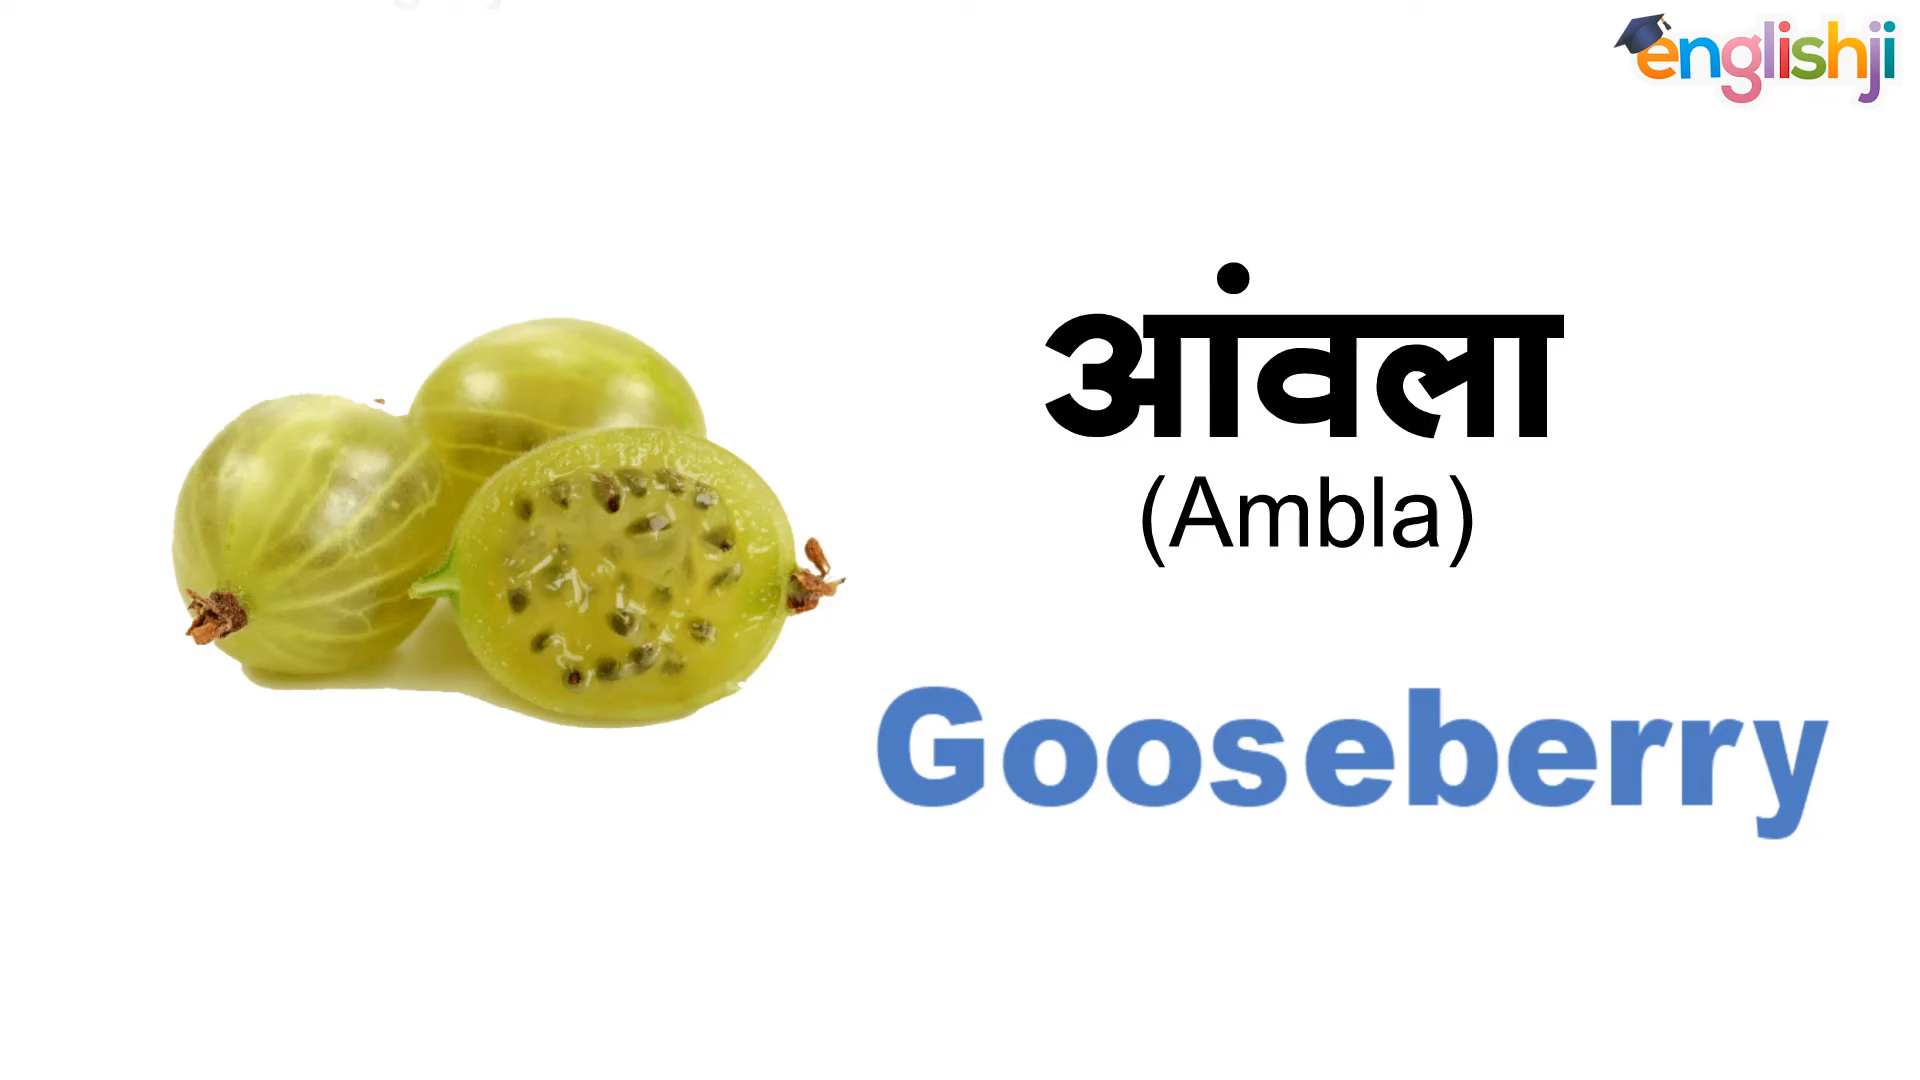 englishji
आंवला
(Ambla)
Gooseberry